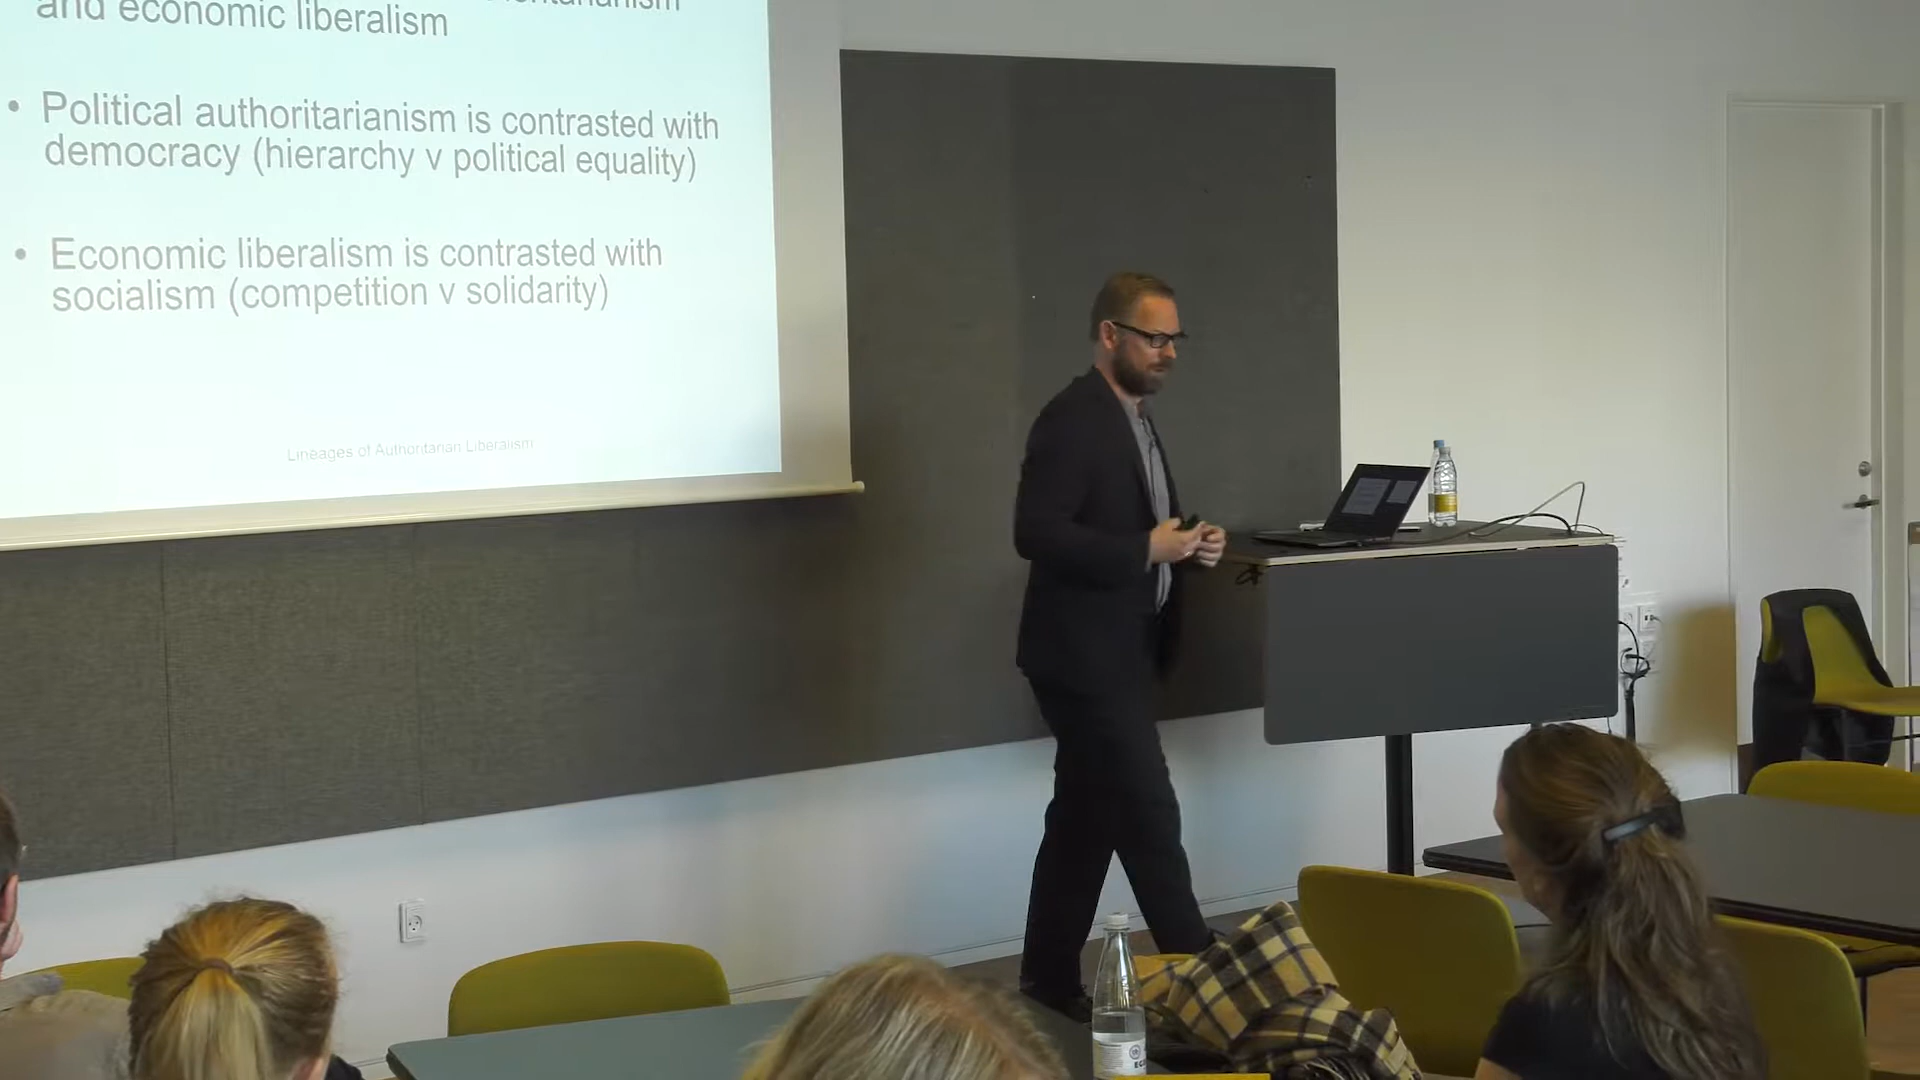 and economic liberalism
• Political authoritarianism is contrasted with
democracy (hierarchy v political equality)
• Economic liberalism is contrasted with
socialism (competition v solidarity)
Lineages of Authoritarian Liberalism